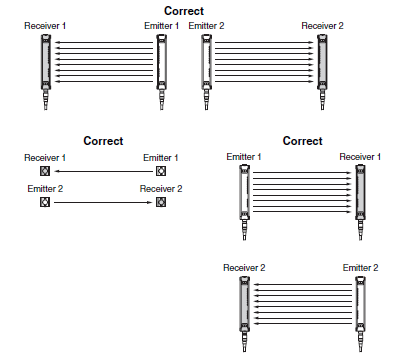 Correct
Receiver 1 Emitter 1 Emitter 2 Receiver 2
Correct Correct
Receiver 1 Emitter 1 Emitter 1 Receiver 1
Emitter 2 Receiver 2
Receiver 2 Emitter 2